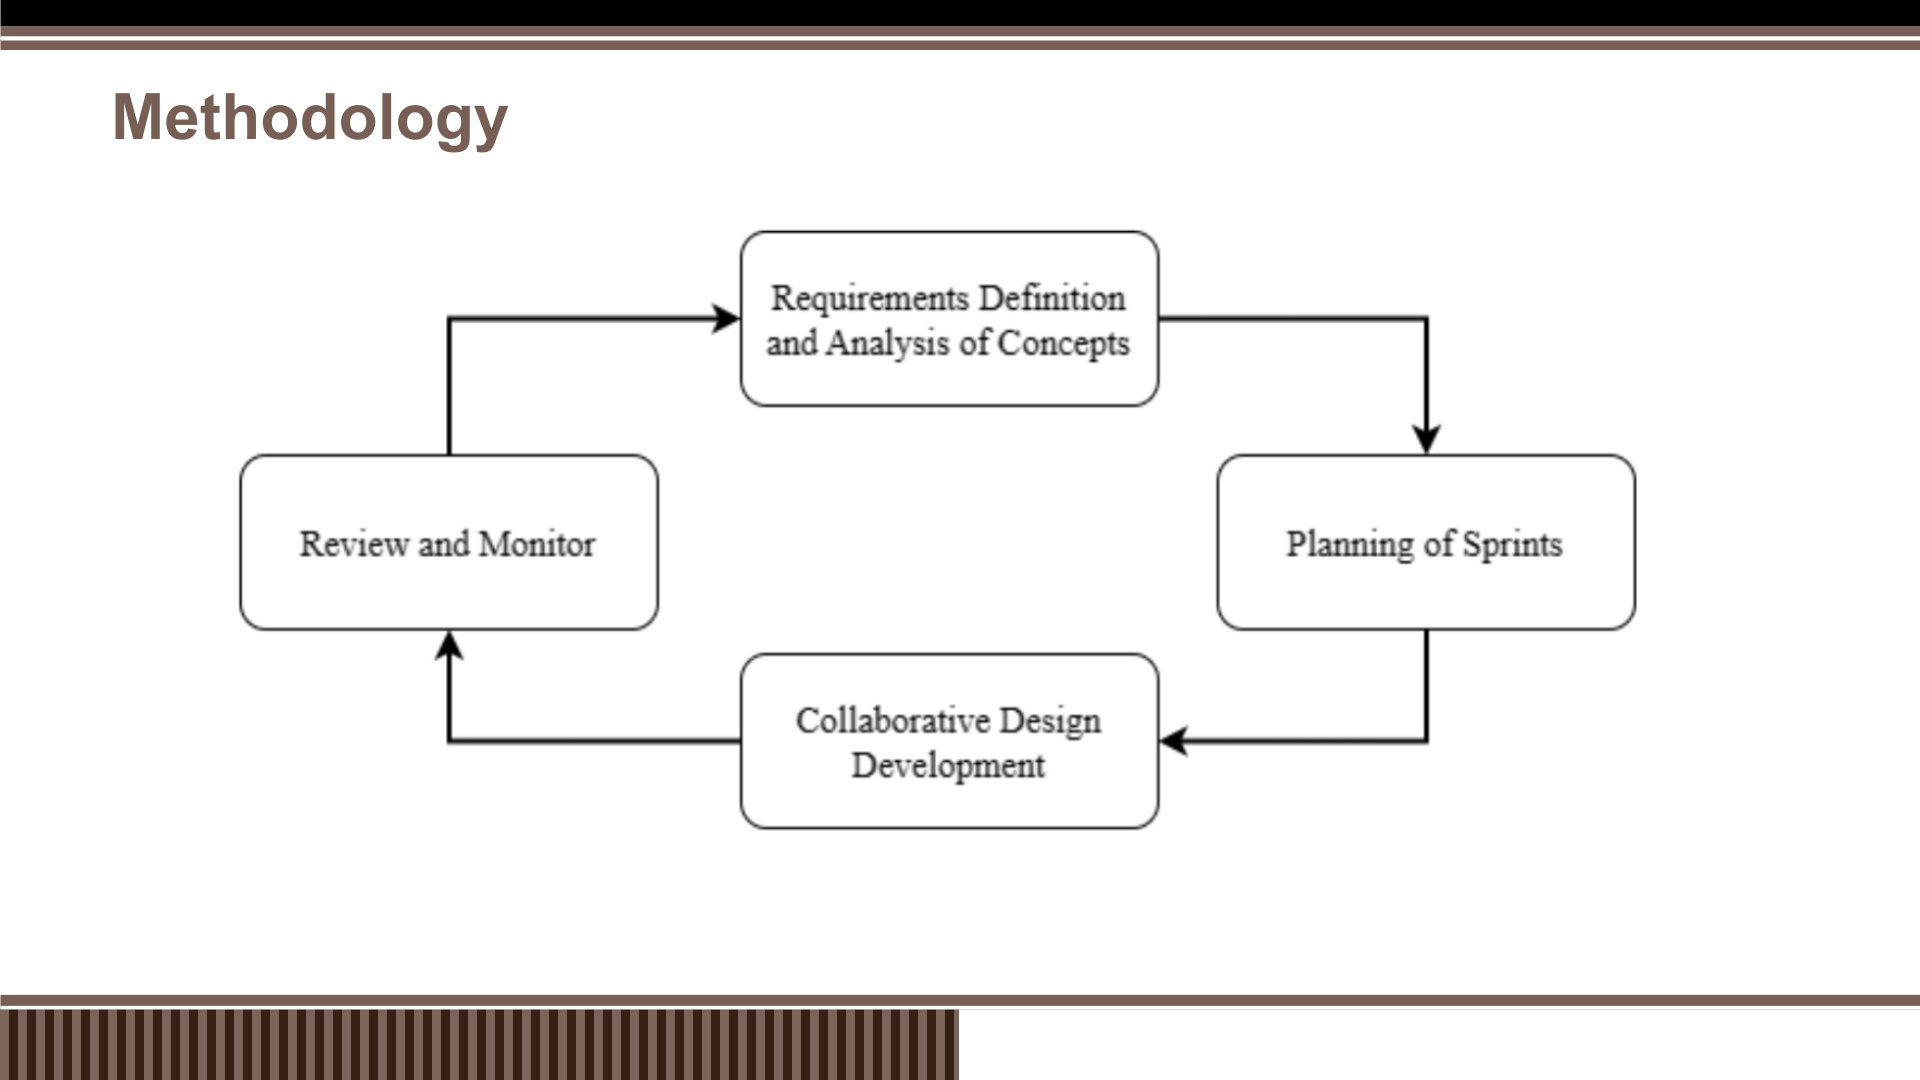 Methodology
Requirements Definition
and Analysis of Concepts
Review and Monitor
Planning of Sprints
Collaborative Design
Development